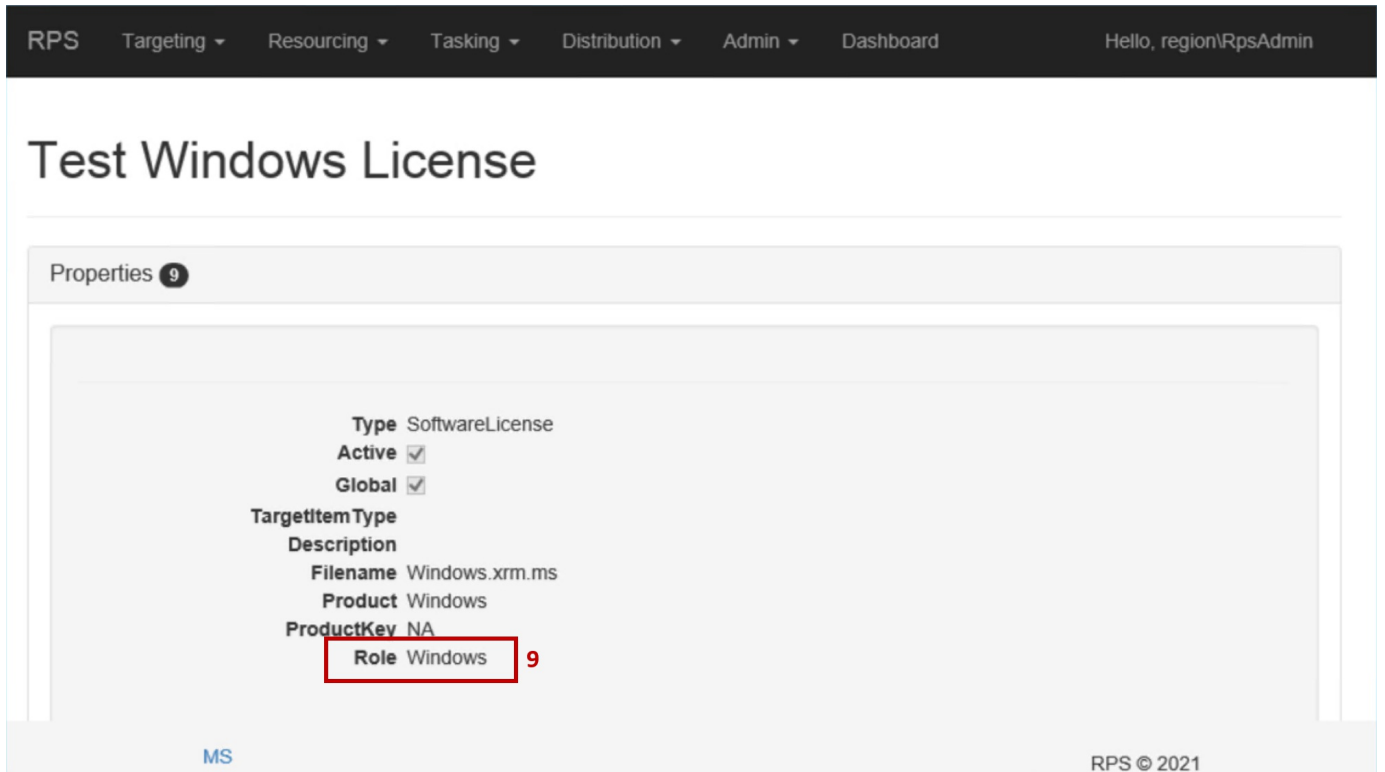 RPS Targeting Resourcing Tasking Distribution Admin Dashboard Hello, region\RpsAdmin
Test Windows License
Properties 9
Type SoftwareLicense
Active
Global
TargetItemType
Description
Filename Windows.xrm.ms
Product Windows
ProductKey NA
Role Windows 9
MS RPS © 2021